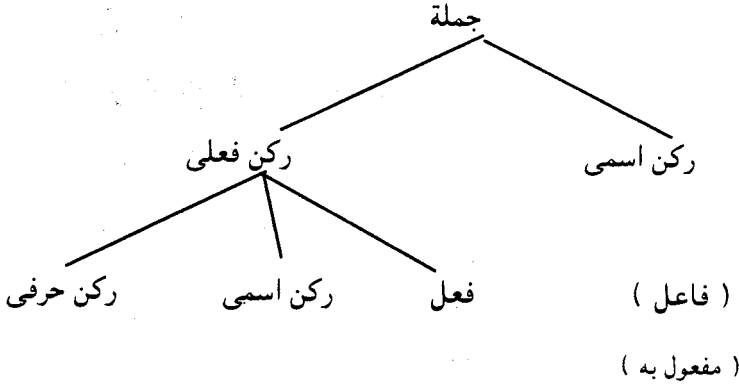 جملة
ركن اسمى ركن فعلى
( فاعل ) فعل ركن اسمى ركن حرفى
( مفعول به )